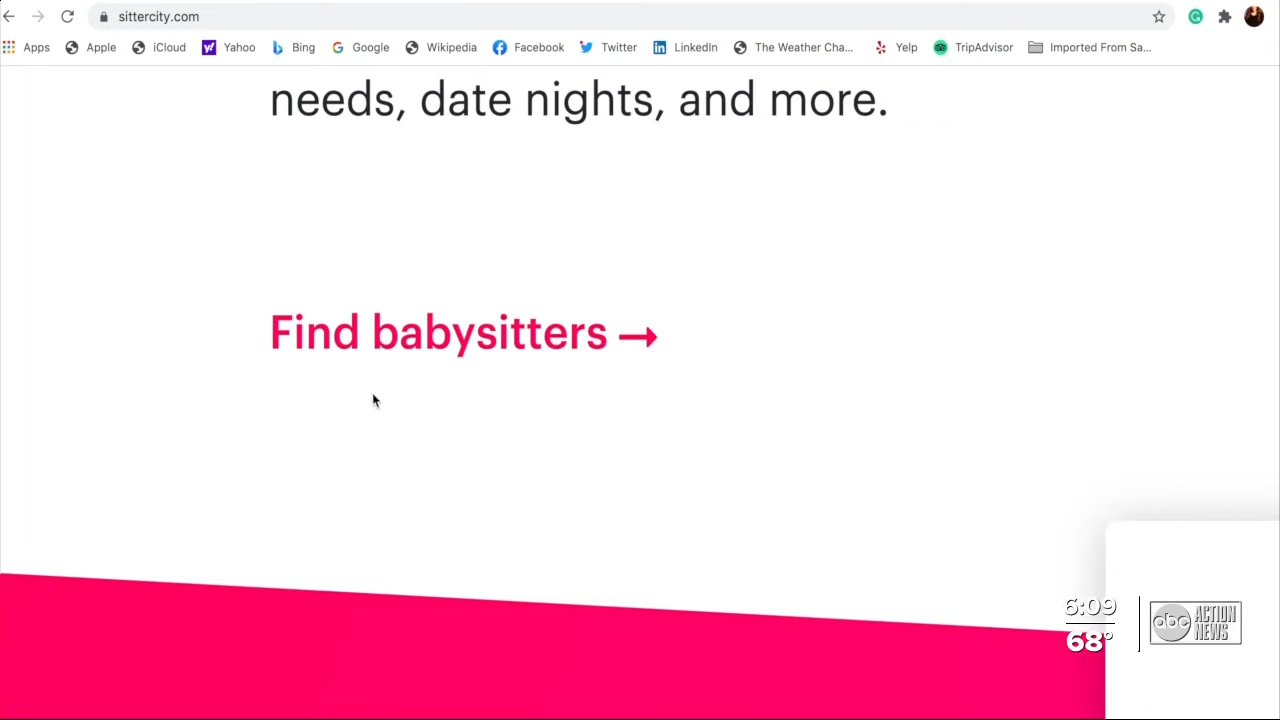 sittercity.com
Apps Apple iCloud Yahoo Bing Google Wikipedia Facebook Twitter LinkedIn The Weather Cha... Yelp TripAdvisor Imported From Sa...
needs, date nights, and more.
Find babysitters →
6:09
68°
abc ACTION NEWS